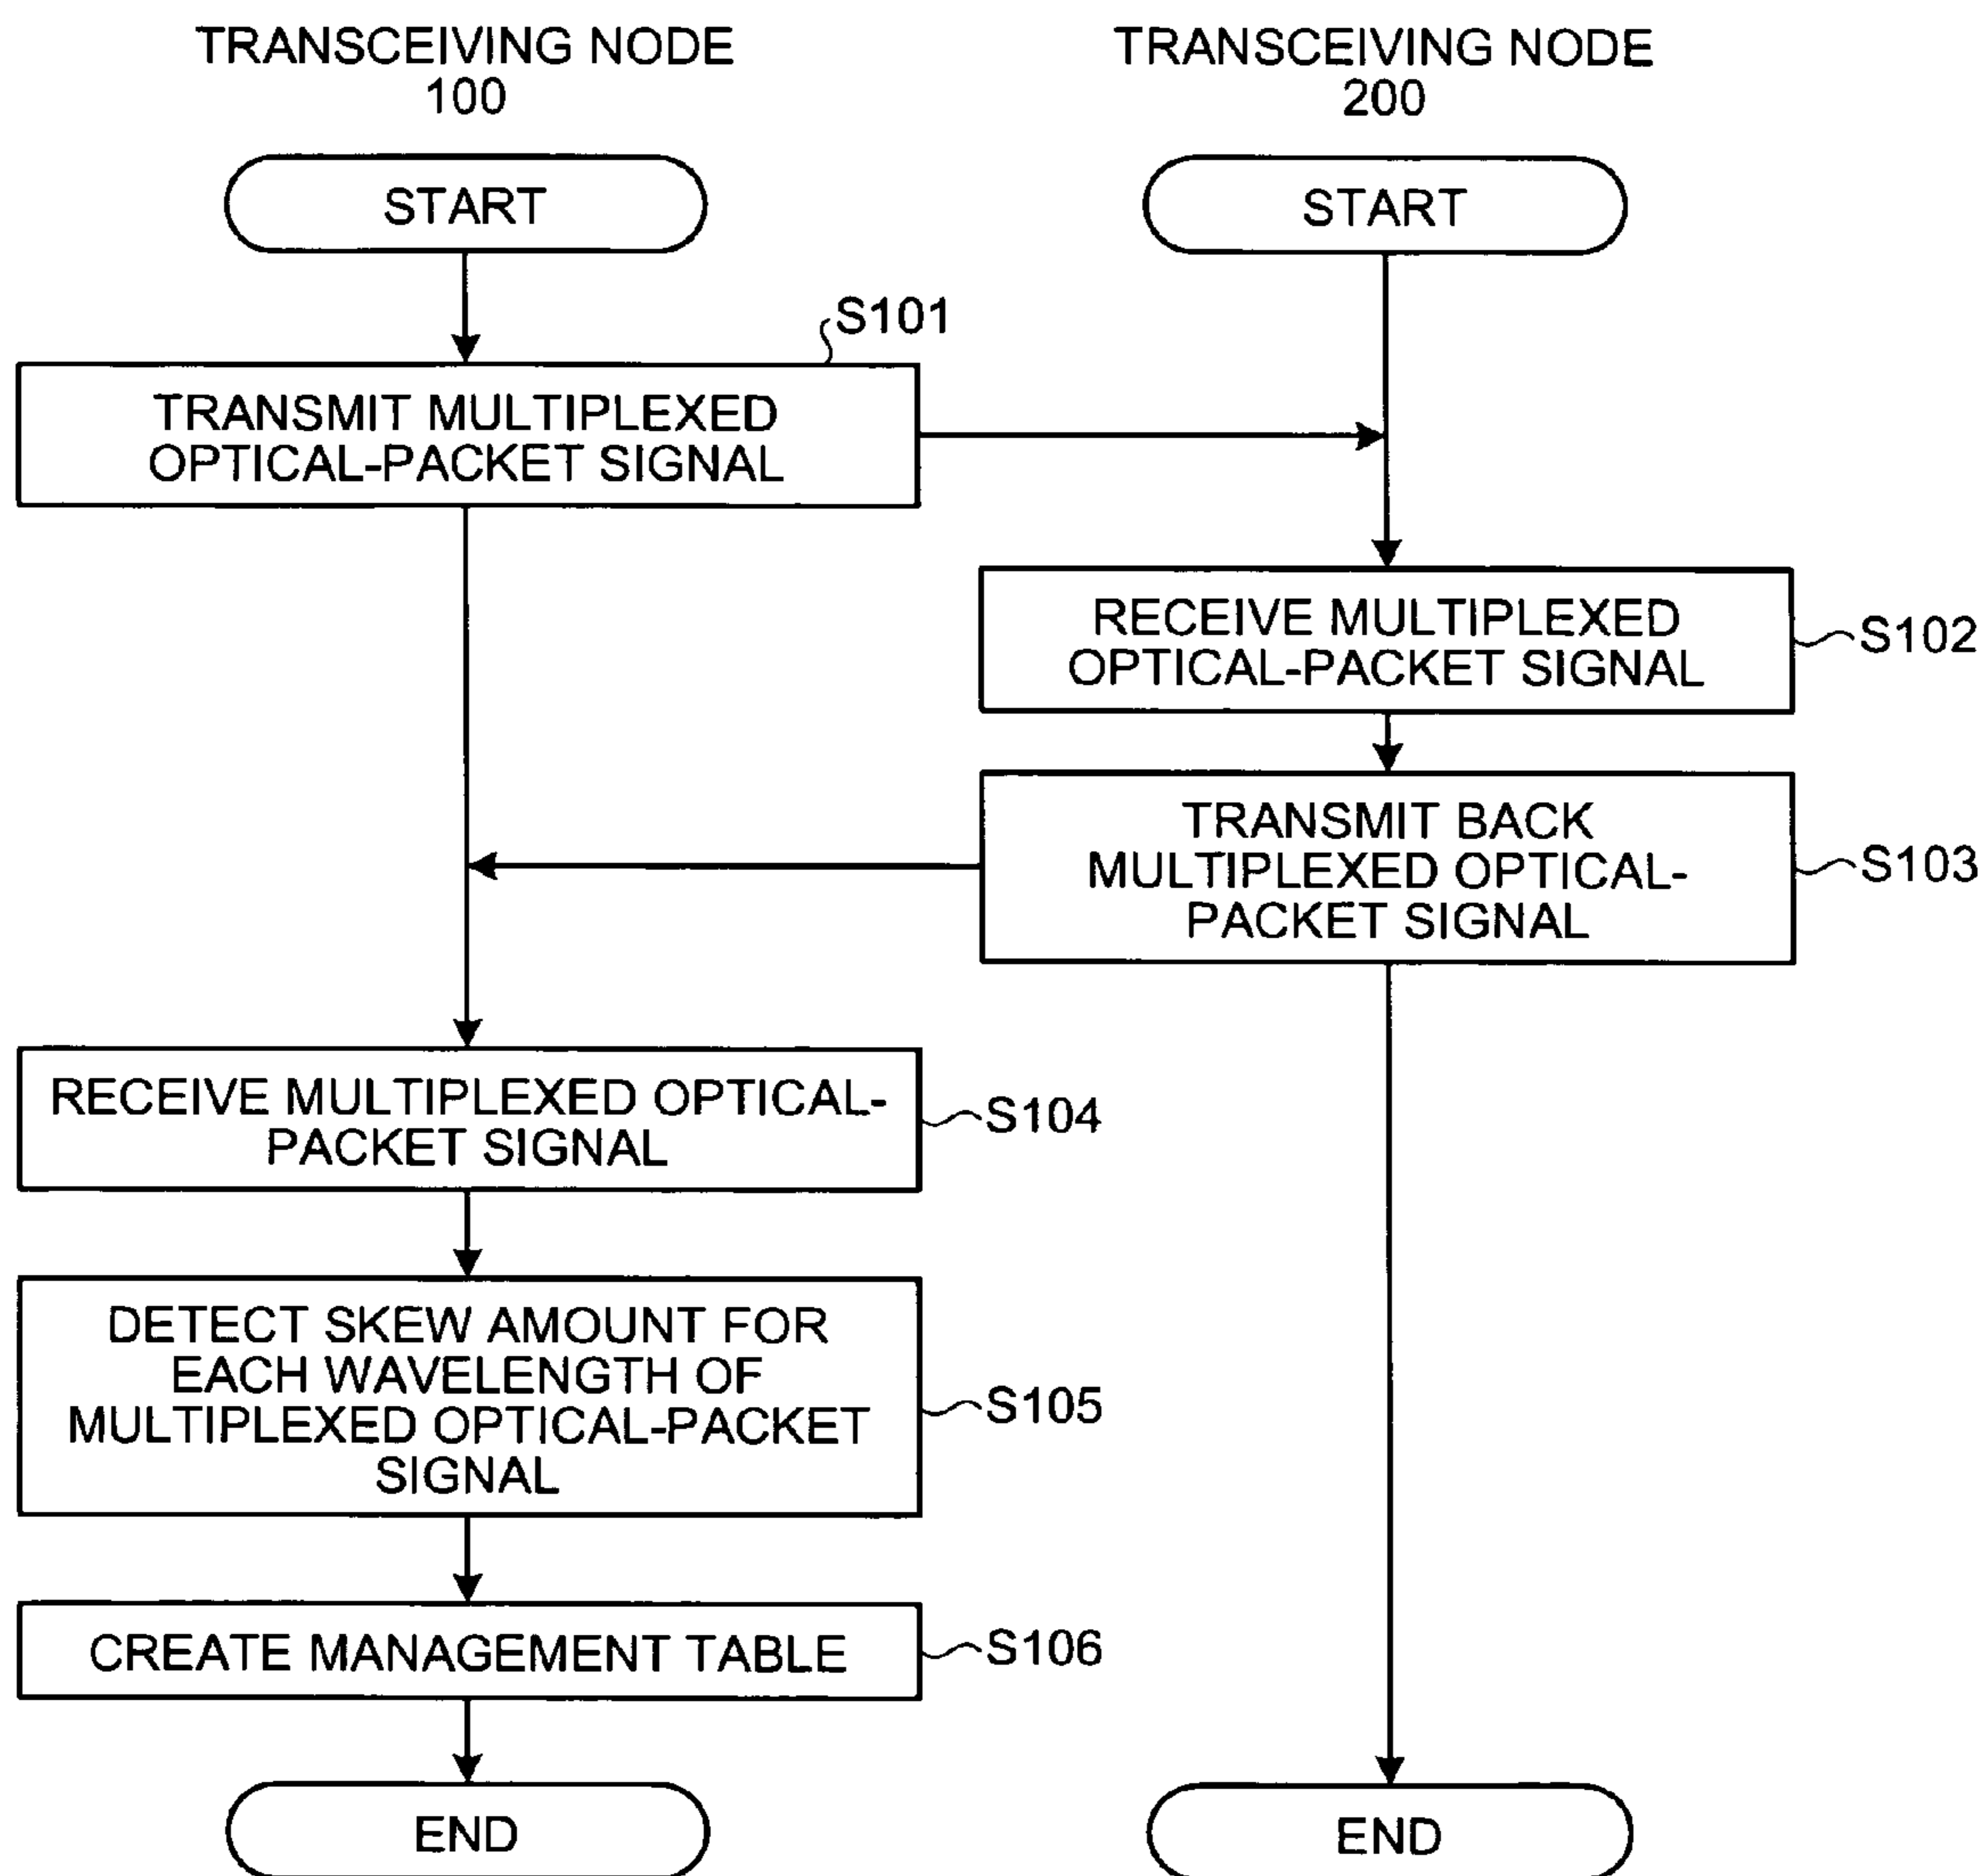 TRANSCEIVING NODE
100
TRANSCEIVING NODE
200
START
START
S101
TRANSMIT MULTIPLEXED
OPTICAL-PACKET SIGNAL
RECEIVE MULTIPLEXED
OPTICAL-PACKET SIGNAL
S102
TRANSMIT BACK
MULTIPLEXED OPTICAL-
PACKET SIGNAL
S103
RECEIVE MULTIPLEXED OPTICAL-
PACKET SIGNAL
S104
DETECT SKEW AMOUNT FOR
EACH WAVELENGTH OF
MULTIPLEXED OPTICAL-PACKET
SIGNAL
S105
CREATE MANAGEMENT TABLE
S106
END
END